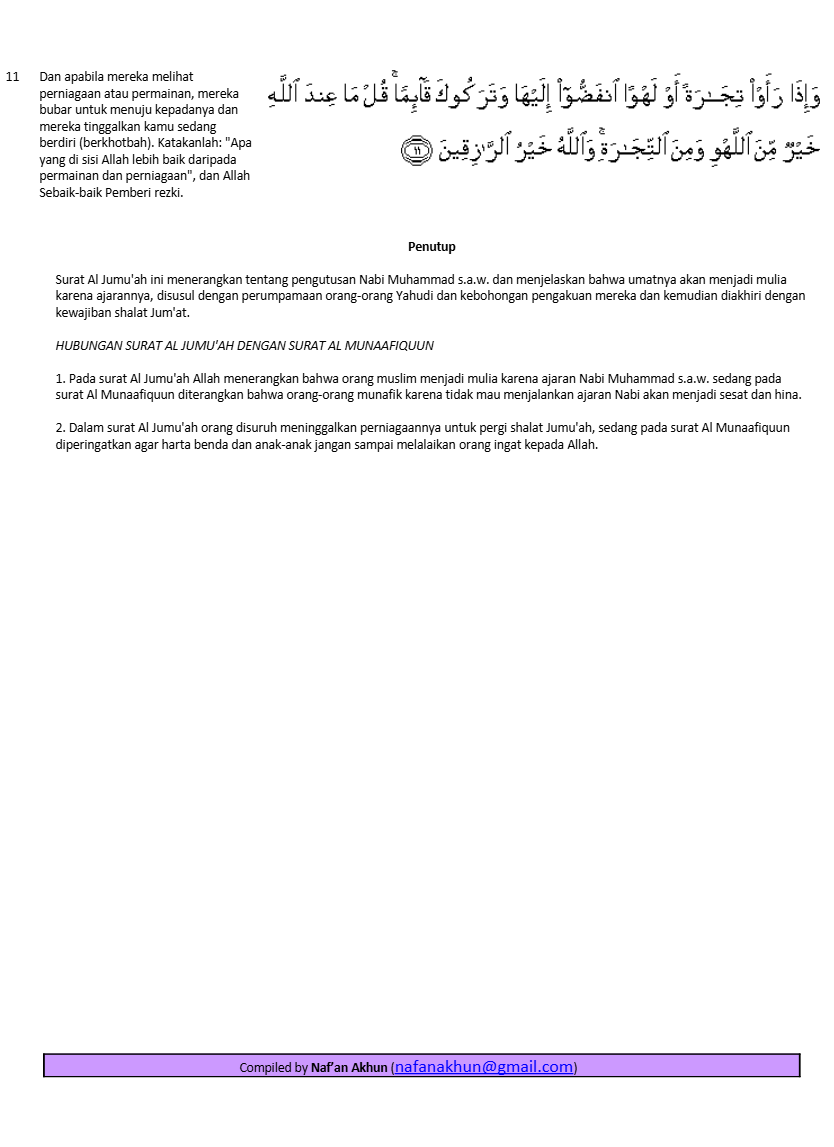 11 Dan apabila mereka melihat
perniagaan atau permainan, mereka
bubar untuk menuju kepadanya dan
mereka tinggalkan kamu sedang
berdiri (berkhotbah). Katakanlah: "Apa
yang di sisi Allah lebih baik daripada
permainan dan perniagaan", dan Allah
Sebaik-baik Pemberi rezki.
وَإِذَا رَأَوْا۟ تِجَـٰرَةً أَوْ لَهْوًا ٱنفَضُّوٓا۟ إِلَيْهَا وَتَرَكُوكَ قَآئِمًا ۚ قُلْ مَا عِندَ ٱللَّهِ
خَيْرٌ مِّنَ ٱللَّهْوِ وَمِنَ ٱلتِّجَـٰرَةِ ۚ وَٱللَّهُ خَيْرُ ٱلرَّٰزِقِينَ ١١
Penutup
Surat Al Jumu'ah ini menerangkan tentang pengutusan Nabi Muhammad s.a.w. dan menjelaskan bahwa umatnya akan menjadi mulia
karena ajarannya, disusul dengan perumpamaan orang-orang Yahudi dan kebohongan pengakuan mereka dan kemudian diakhiri dengan
kewajiban shalat Jum'at.
HUBUNGAN SURAT AL JUMU'AH DENGAN SURAT AL MUNAAFIQUUN
1. Pada surat Al Jumu'ah Allah menerangkan bahwa orang muslim menjadi mulia karena ajaran Nabi Muhammad s.a.w. sedang pada
surat Al Munaafiquun diterangkan bahwa orang-orang munafik karena tidak mau menjalankan ajaran Nabi akan menjadi sesat dan hina.
2. Dalam surat Al Jumu'ah orang disuruh meninggalkan perniagaannya untuk pergi shalat Jumu'ah, sedang pada surat Al Munaafiquun
diperingatkan agar harta benda dan anak-anak jangan sampai melalaikan orang ingat kepada Allah.
Compiled by Naf’an Akhun (nafanakhun@gmail.com)